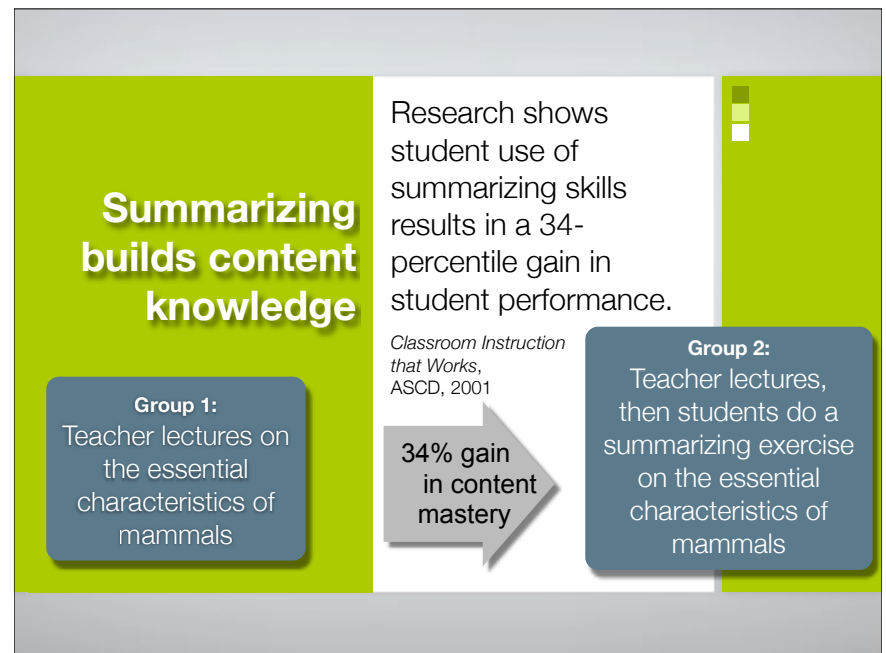 Summarizing
builds content
knowledge
Research shows
student use of
summarizing skills
results in a 34-
percentile gain in
student performance.
Classroom Instruction
that Works,
ASCD, 2001
Group 1:
Teacher lectures on
the essential
characteristics of
mammals
34% gain
in content
mastery
Group 2:
Teacher lectures,
then students do a
summarizing exercise
on the essential
characteristics of
mammals